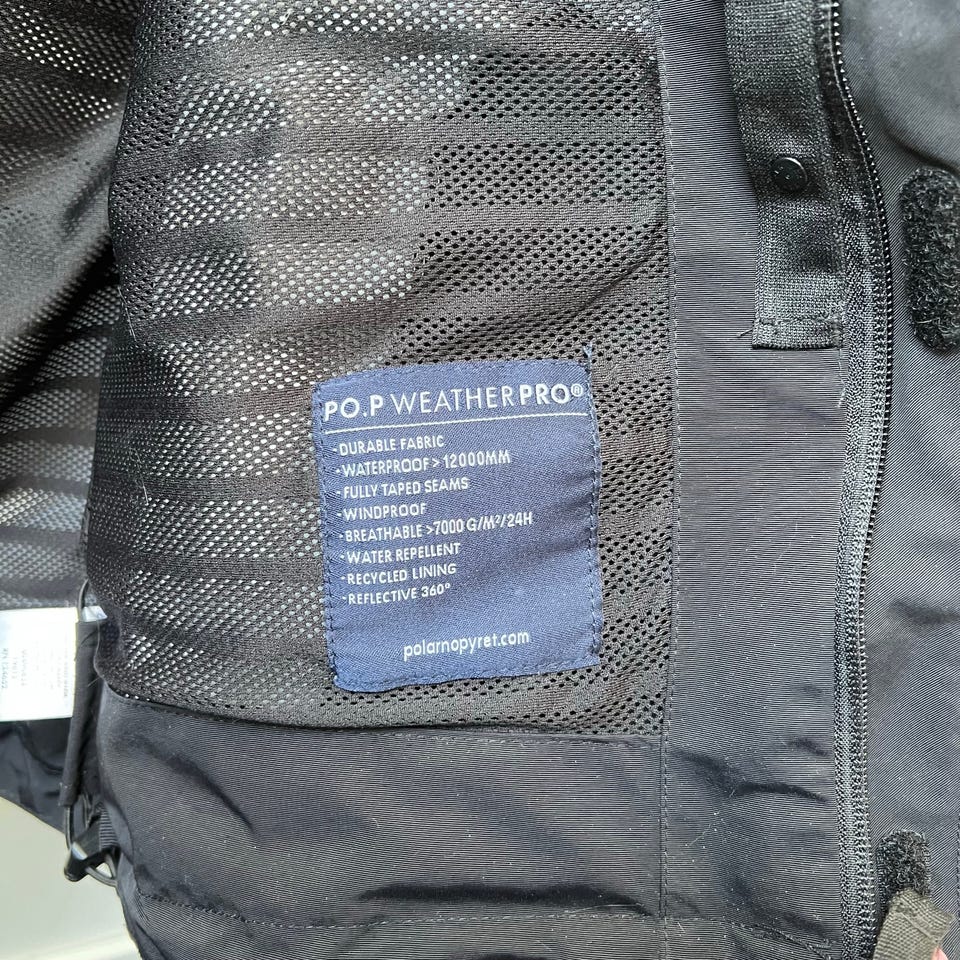 PO.P WEATHERPRO®
-DURABLE FABRIC
-WATERPROOF > 12000MM
-FULLY TAPED SEAMS
-WINDPROOF
-BREATHABLE >7000 G/M²/24H
-WATER REPELLENT
-RECYCLED LINING
-REFLECTIVE 360°
polarnopyret.com